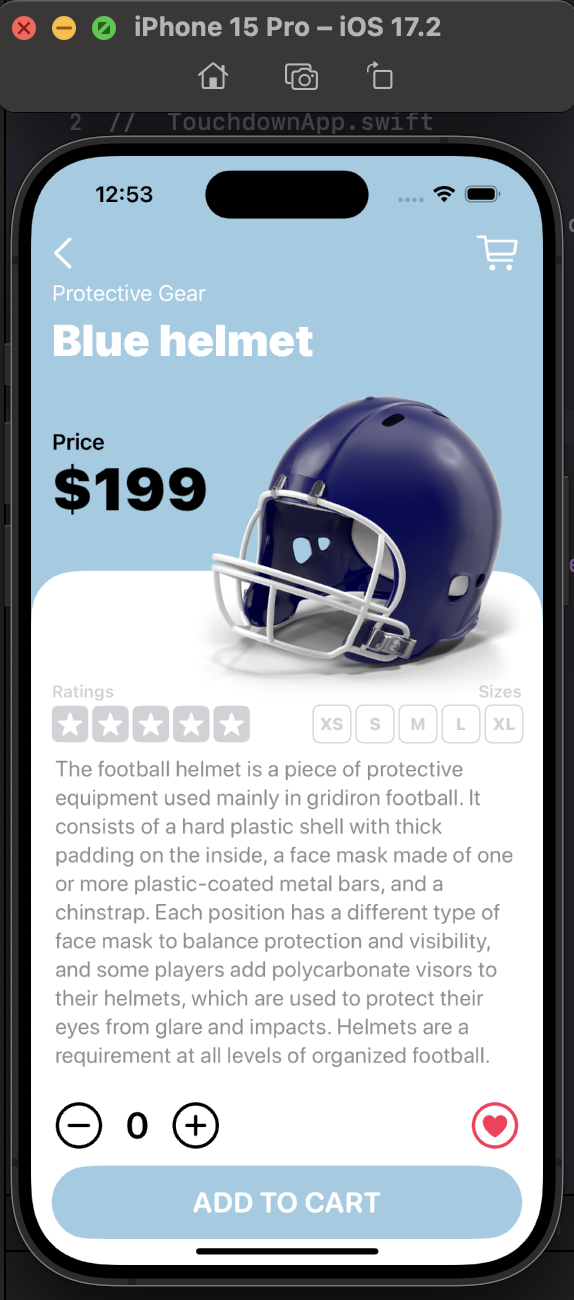 iPhone 15 Pro – iOS 17.2
2 // TouchdownApp.swift
12:53
Protective Gear
Blue helmet
Price
$199
Ratings
Sizes
XS S M L XL
The football helmet is a piece of protective
equipment used mainly in gridiron football. It
consists of a hard plastic shell with thick
padding on the inside, a face mask made of one
or more plastic-coated metal bars, and a
chinstrap. Each position has a different type of
face mask to balance protection and visibility,
and some players add polycarbonate visors to
their helmets, which are used to protect their
eyes from glare and impacts. Helmets are a
requirement at all levels of organized football.
0
ADD TO CART